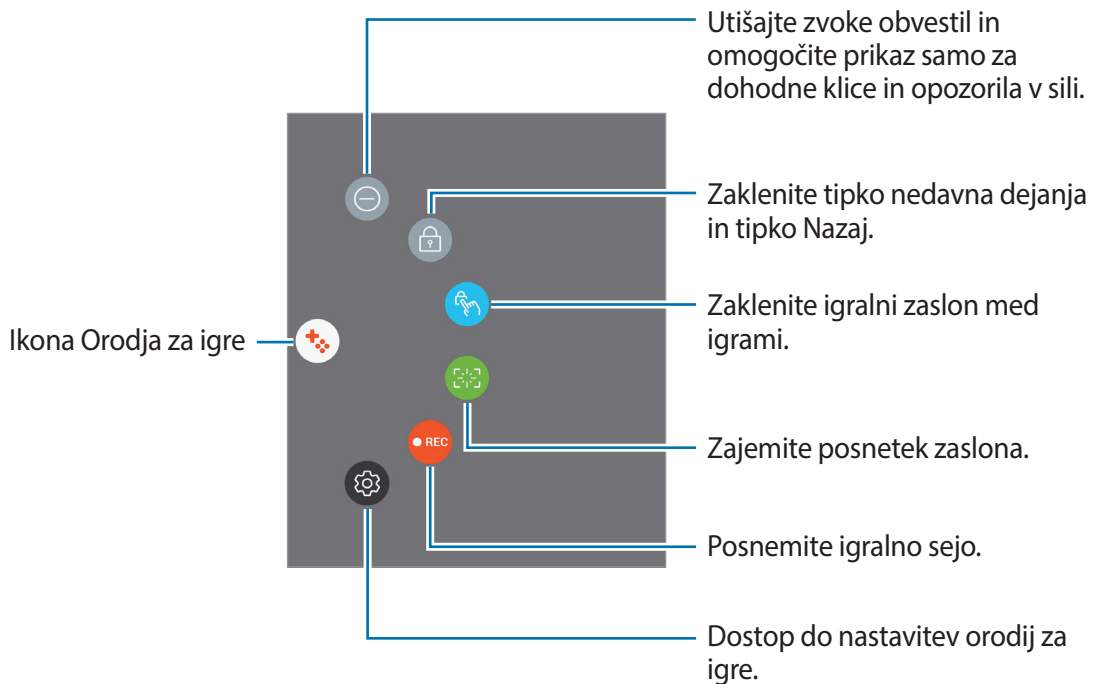 Utišajte zvoke obvestil in
omogočite prikaz samo za
dohodne klice in opozorila v sili.
Zaklenite tipko nedavna dejanja
in tipko Nazaj.
Zaklenite igralni zaslon med
igrami.
Ikona Orodja za igre
Zajemite posnetek zaslona.
REC
Posnemite igralno sejo.
Dostop do nastavitev orodij za
igre.